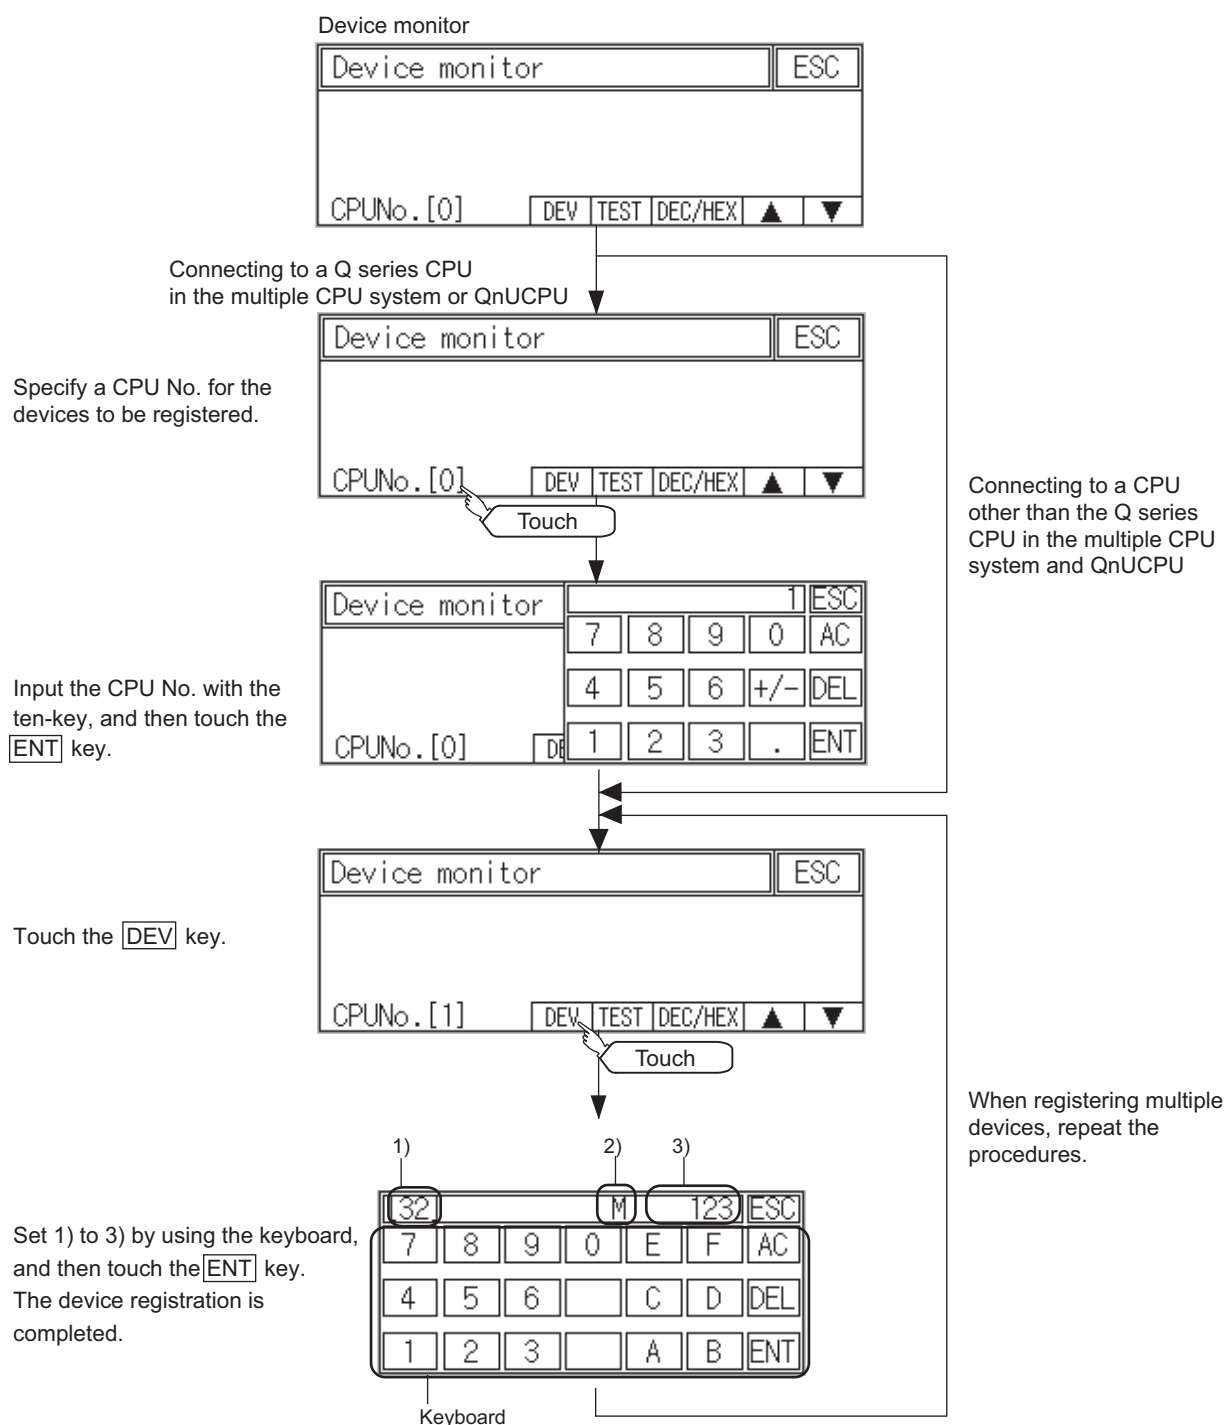 Device monitor
Device monitor ESC
CPUNo.[0] DEV TEST DEC/HEX ▲ ▼
Connecting to a Q series CPU
in the multiple CPU system or QnUCPU
Device monitor ESC
Specify a CPU No. for the
devices to be registered.
CPUNo.[0] DEV TEST DEC/HEX ▲ ▼
Touch
Connecting to a CPU
other than the Q series
CPU in the multiple CPU
system and QnUCPU
Device monitor 1 ESC
7 8 9 0 AC
4 5 6 +/- DEL
CPUNo.[0] DE 1 2 3 . ENT
Input the CPU No. with the
ten-key, and then touch the
ENT key.
Device monitor ESC
Touch the DEV key.
CPUNo.[1] DEV TEST DEC/HEX ▲ ▼
Touch
When registering multiple
devices, repeat the
procedures.
1) 2) 3)
32 M 123 ESC
7 8 9 0 E F AC
4 5 6 C D DEL
1 2 3 A B ENT
Set 1) to 3) by using the keyboard,
and then touch the ENT key.
The device registration is
completed.
Keyboard